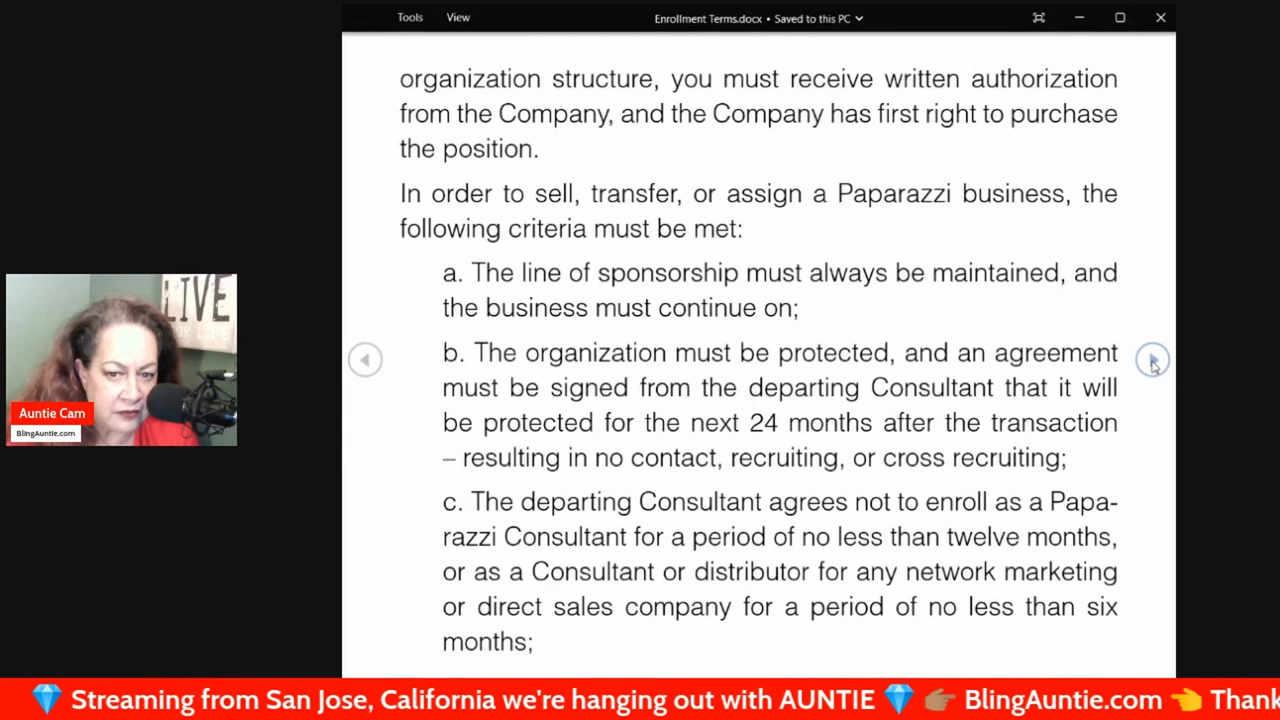 Tools View Enrollment Terms.docx • Saved to this PC
organization structure, you must receive written authorization
from the Company, and the Company has first right to purchase
the position.
In order to sell, transfer, or assign a Paparazzi business, the
following criteria must be met:
a. The line of sponsorship must always be maintained, and
the business must continue on;
b. The organization must be protected, and an agreement
must be signed from the departing Consultant that it will
be protected for the next 24 months after the transaction
– resulting in no contact, recruiting, or cross recruiting;
c. The departing Consultant agrees not to enroll as a Papa-
razzi Consultant for a period of no less than twelve months,
or as a Consultant or distributor for any network marketing
or direct sales company for a period of no less than six
months;
LIVE
LIFE
Auntie Cam
BlingAuntie.com
💎 Streaming from San Jose, California we're hanging out with AUNTIE 💎 👉🏽 BlingAuntie.com 👈 Thank